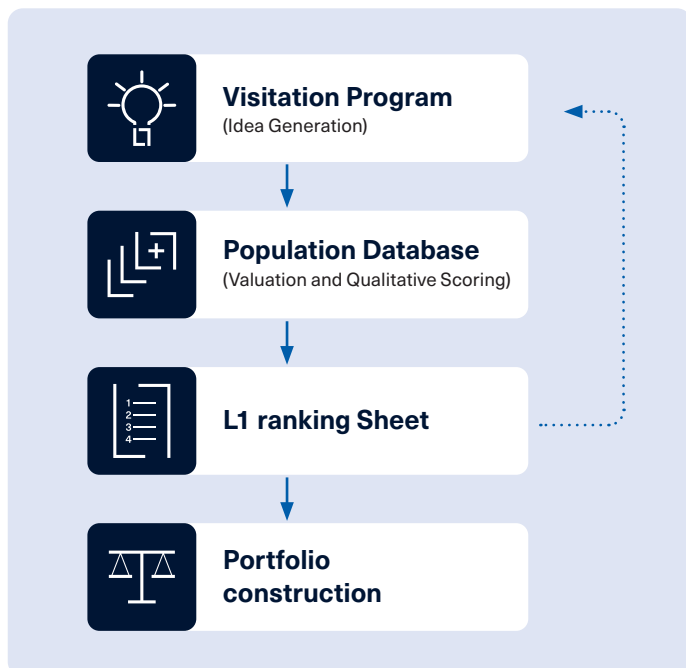 Visitation Program
(Idea Generation)
Population Database
(Valuation and Qualitative Scoring)
1
2
3
4
L1 ranking Sheet
Portfolio
construction